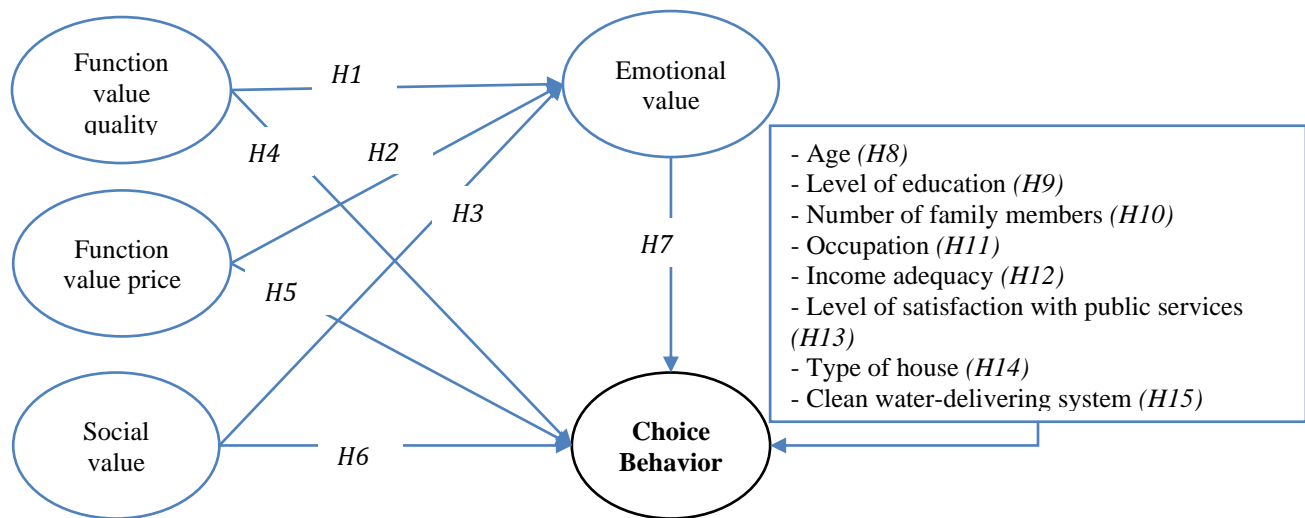 Function
value
quality
H1
Emotional
value
H4
H2
H3
Function
value price
H5
H7
- Age (H8)
- Level of education (H9)
- Number of family members (H10)
- Occupation (H11)
- Income adequacy (H12)
- Level of satisfaction with public services
(H13)
- Type of house (H14)
- Clean water-delivering system (H15)
Social
value
H6
Choice
Behavior